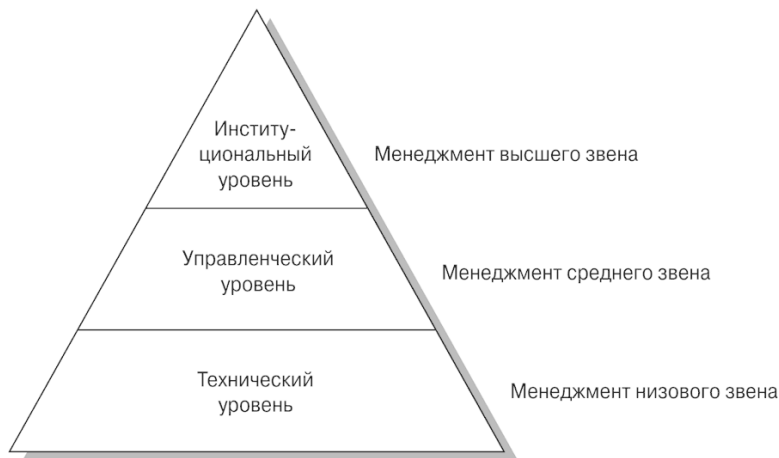 Институ-
циональный
уровень
Менеджмент высшего звена
Управленческий
уровень
Менеджмент среднего звена
Технический
уровень
Менеджмент низового звена